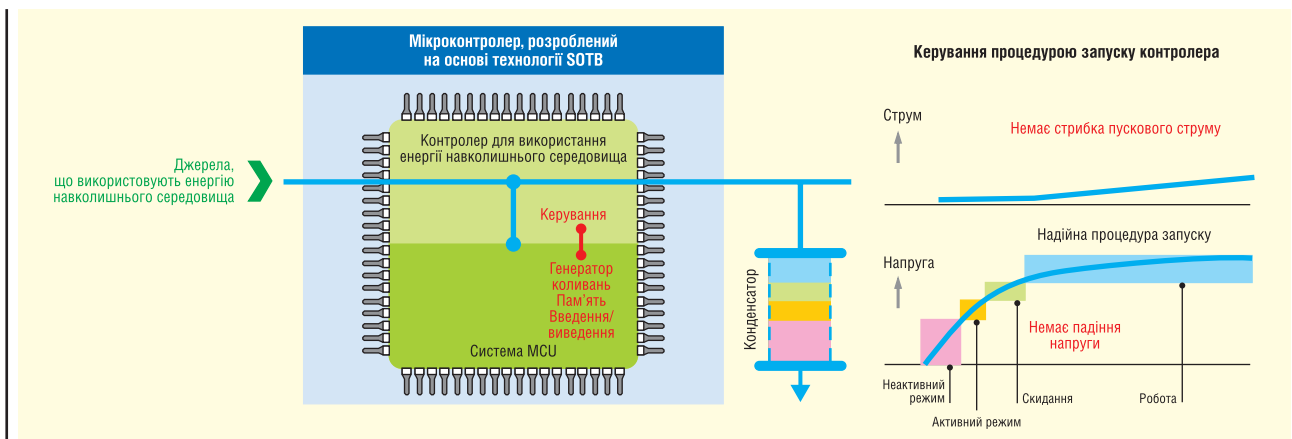 Мікроконтролер, розроблений
на основі технології SOTB
Контролер для використання
енергії навколишнього середовища
Джерела,
що використовують енергію
навколишнього середовища
Керування
Генератор
коливань
Пам’ять
Введення/
виведення
Система MCU
Конденсатор
Керування процедурою запуску контролера
Струм
Немає стрибка пускового струму
Надійна процедура запуску
Напруга
Немає падіння
напруги
Неактивний
режим
Активний режим
Скидання
Робота